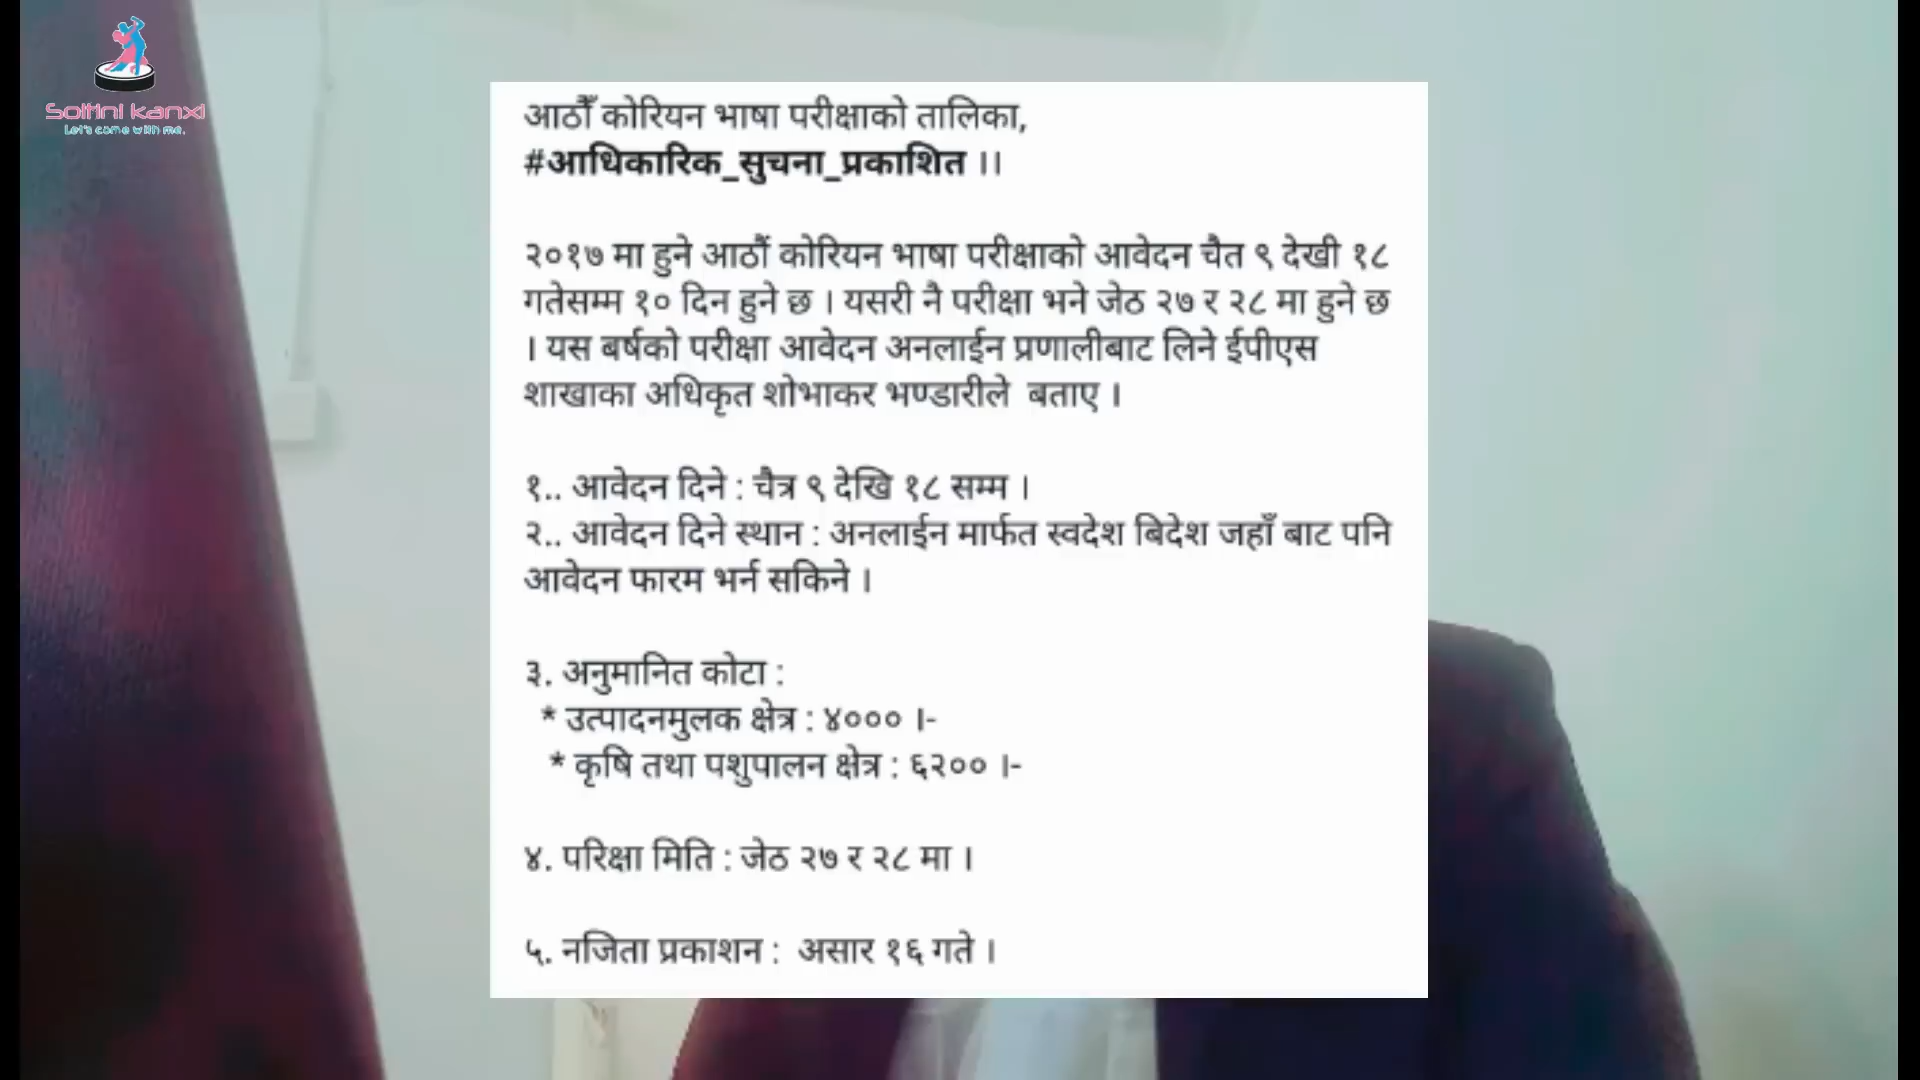 Soltini kanxi
Let's come with me.
आठौँ कोरियन भाषा परीक्षाको तालिका,
#आधिकारिक_सुचना_प्रकाशित ।।
२०१७ मा हुने आठौं कोरियन भाषा परीक्षाको आवेदन चैत ९ देखी १८
गतेसम्म १० दिन हुने छ । यसरी नै परीक्षा भने जेठ २७ र २८ मा हुने छ
। यस बर्षको परीक्षा आवेदन अनलाईन प्रणालीबाट लिने ईपीएस
शाखाका अधिकृत शोभाकर भण्डारीले बताए ।
१.. आवेदन दिने : चैत्र ९ देखि १८ सम्म ।
२.. आवेदन दिने स्थान : अनलाईन मार्फत स्वदेश बिदेश जहाँ बाट पनि
आवेदन फारम भर्न सकिने ।
३. अनुमानित कोटा :
* उत्पादनमुलक क्षेत्र : ४००० ।-
* कृषि तथा पशुपालन क्षेत्र : ६२०० ।-
४. परिक्षा मिति : जेठ २७ र २८ मा ।
५. नजिता प्रकाशन : असार १६ गते ।